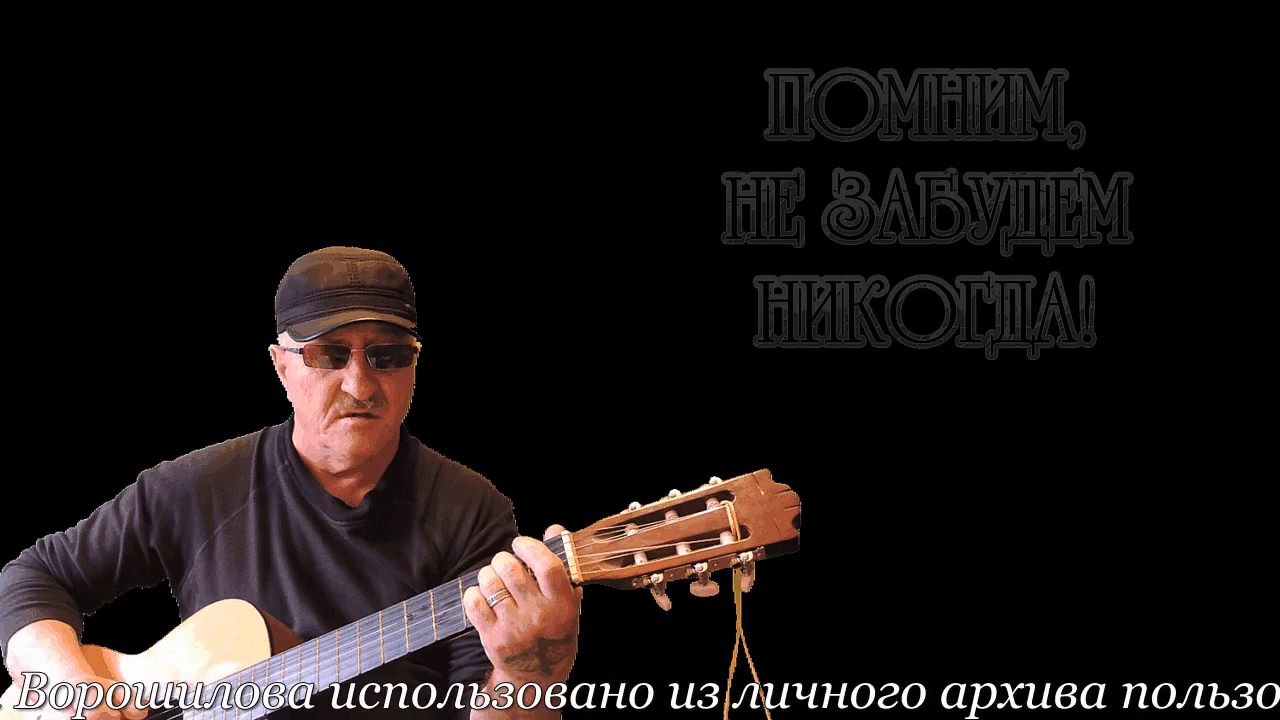 ПОМНИМ,
НЕ ЗАБУДЕМ
НИКОГДА!
Ворошилова использовано из личного архива пользо